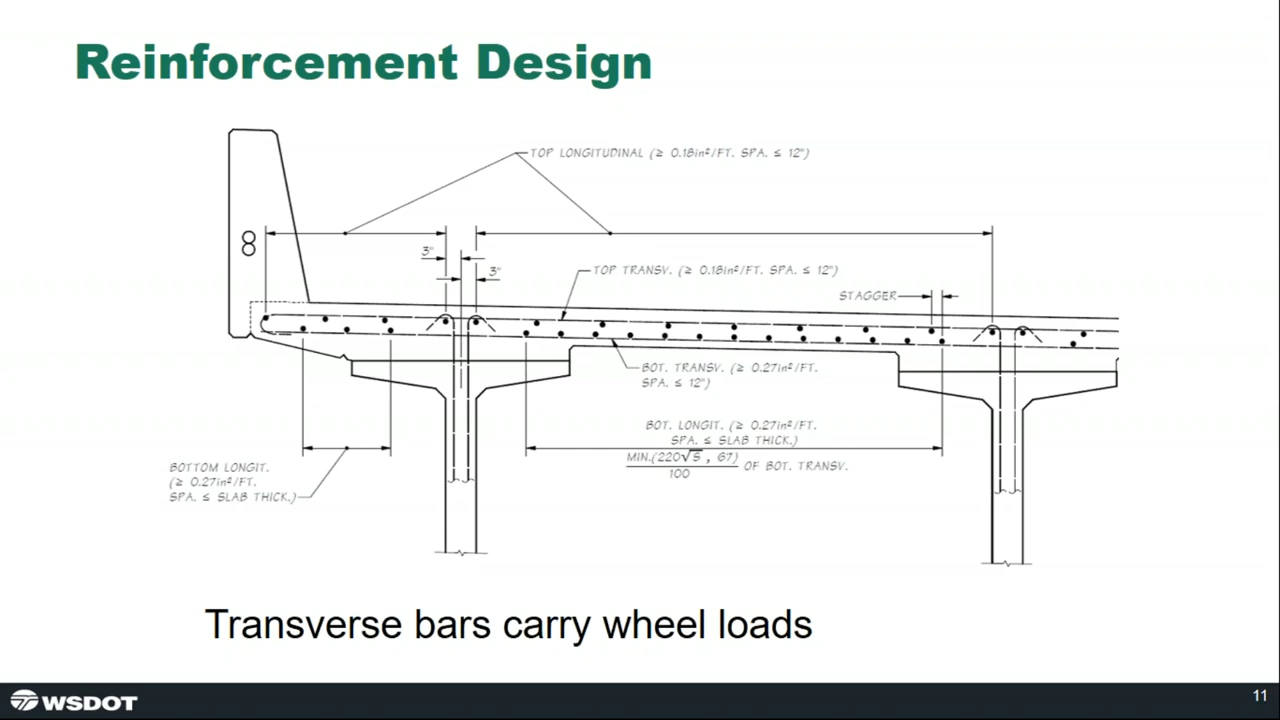 Reinforcement Design
TOP LONGITUDINAL (≥ 0.18in²/FT. SPA. ≤ 12")
8
3"
3"
TOP TRANSV. (≥ 0.18in²/FT. SPA. ≤ 12")
STAGGER
BOT. TRANSV. (≥ 0.27in²/FT.
SPA. ≤ 12")
BOT. LONGIT. (≥ 0.27in²/FT.
SPA. ≤ SLAB THICK.)
MIN.(220√S , 67)
100
OF BOT. TRANSV.
BOTTOM LONGIT.
(≥ 0.27in²/FT.
SPA. ≤ SLAB THICK.)
Transverse bars carry wheel loads
WSDOT
11